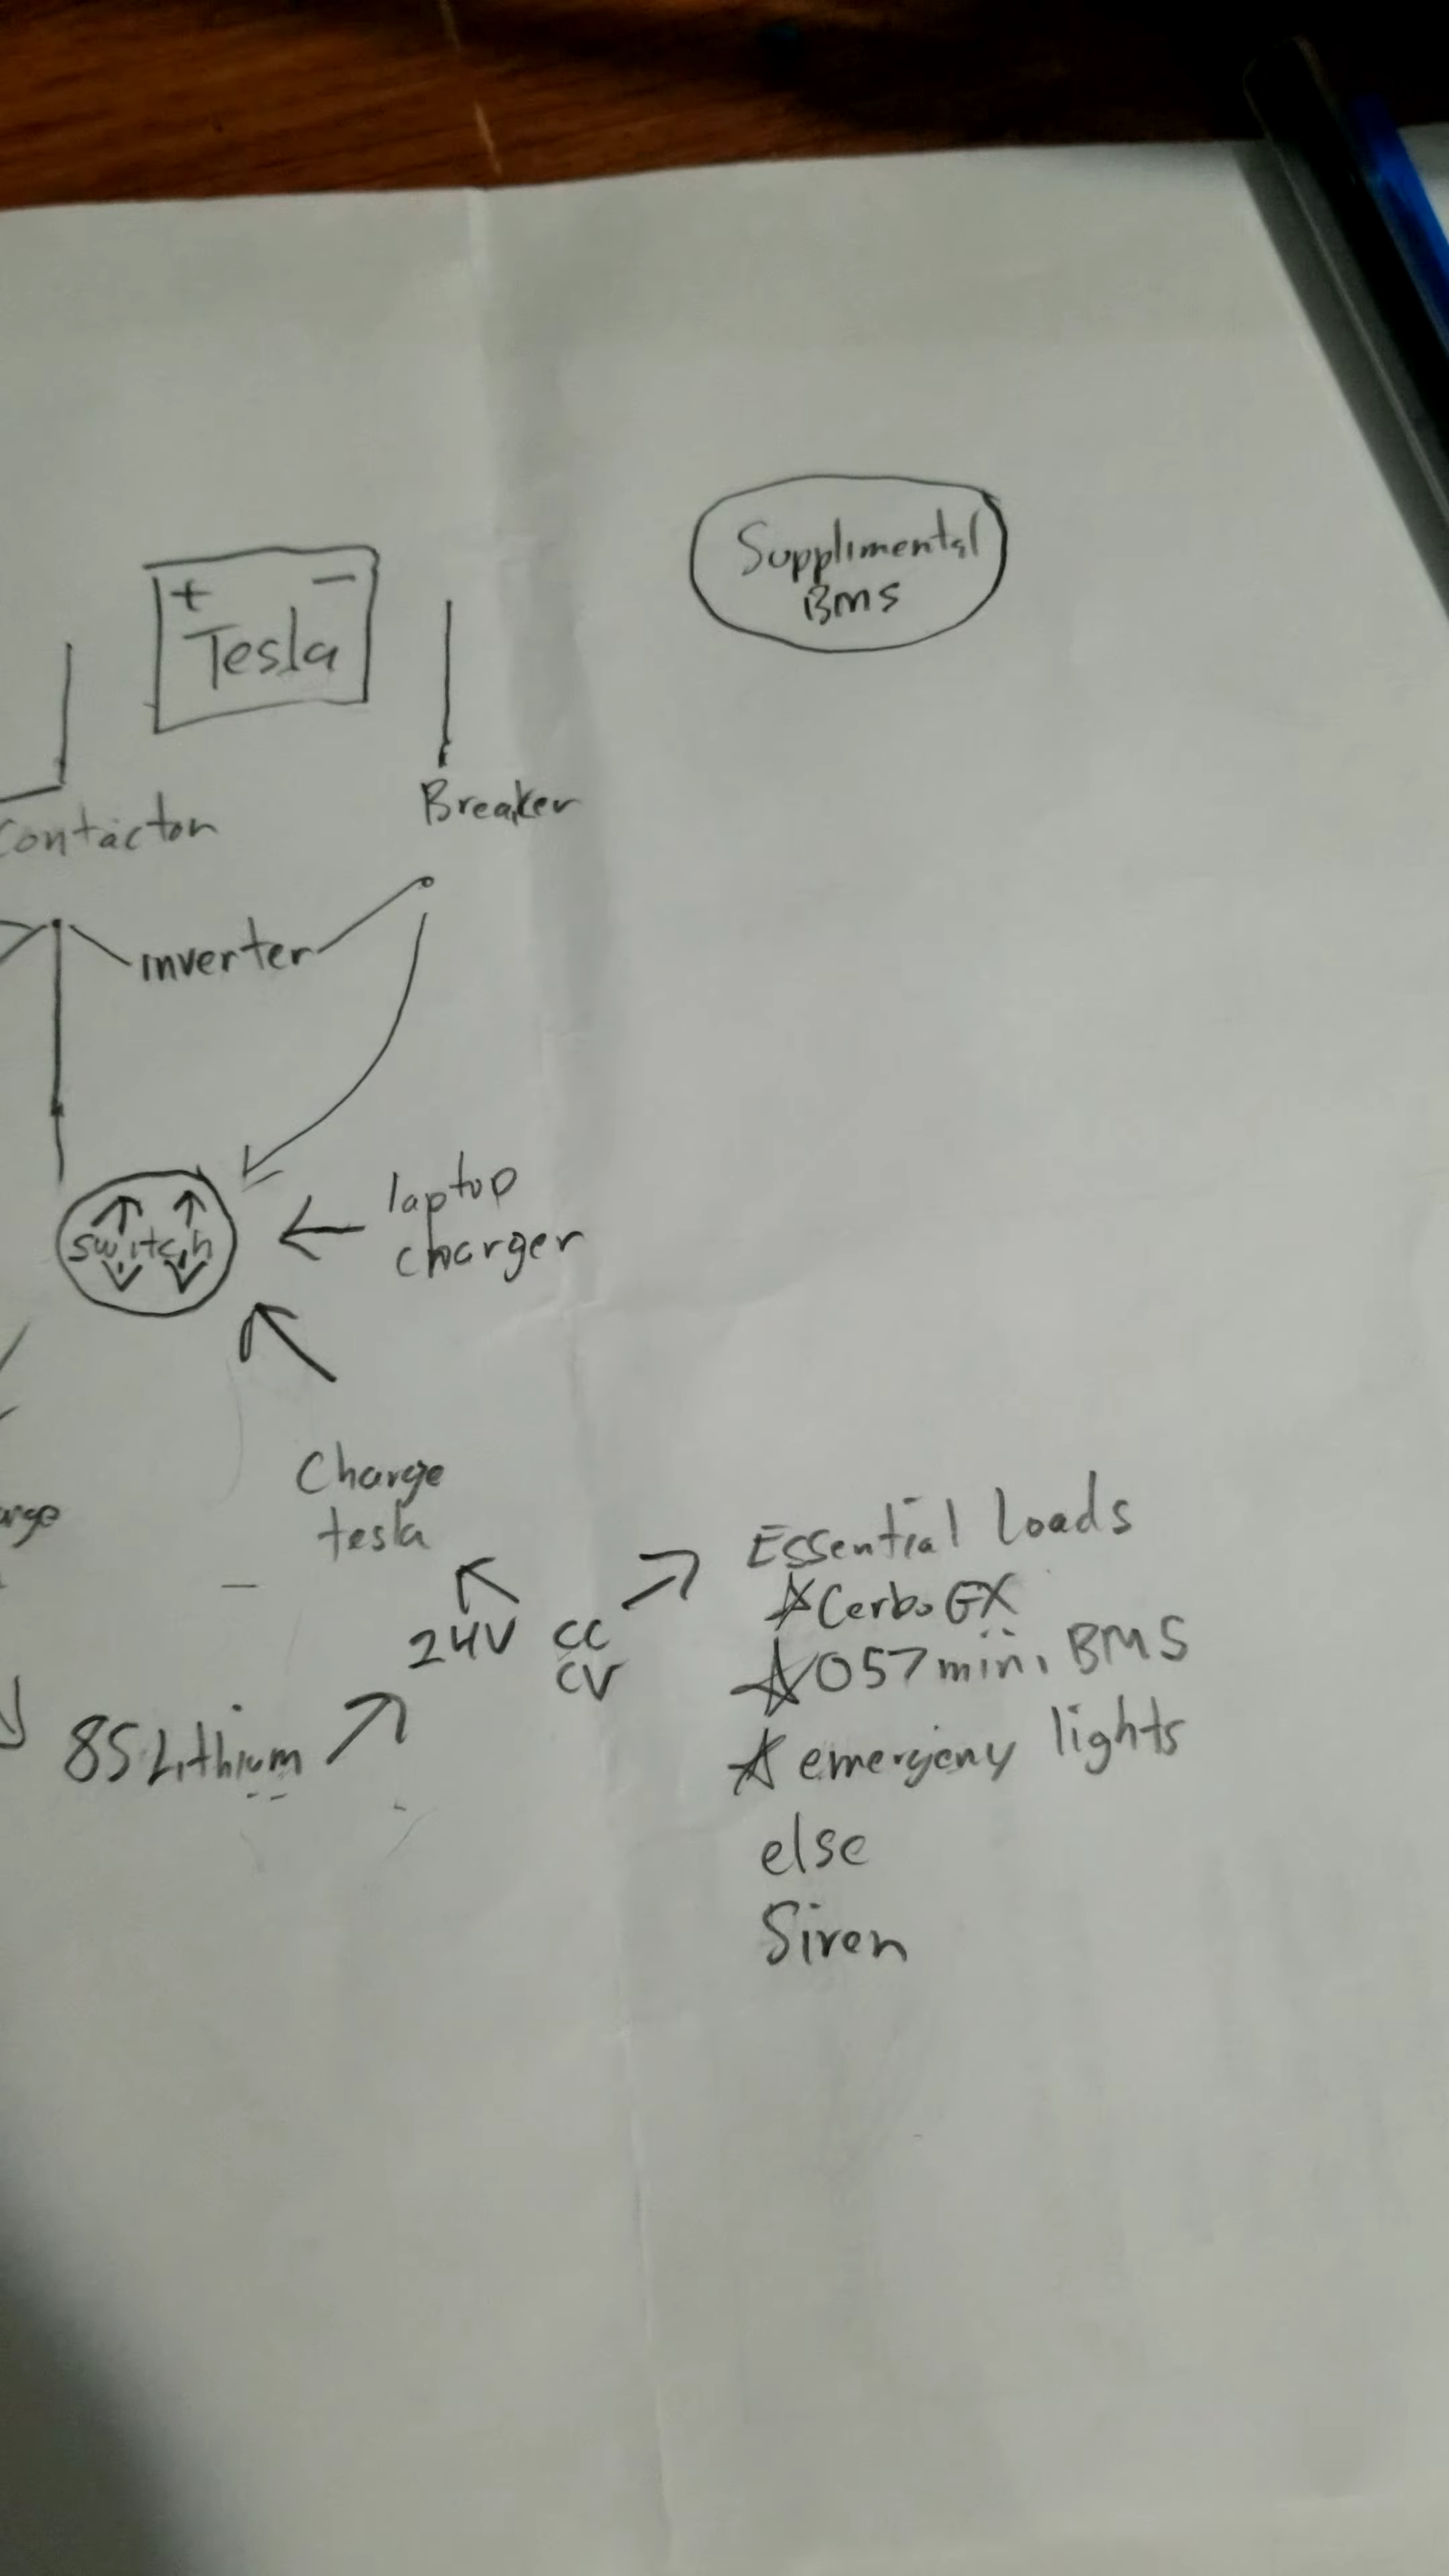 Supplimental
BMS
+ −
Tesla
Contactor
Breaker
inverter
switch
laptop
charger
Charge
tesla
Essential loads
Cerbo GX
24V CC
CV
057 mini BMS
8S Lithium
emergeny lights
else
Siren